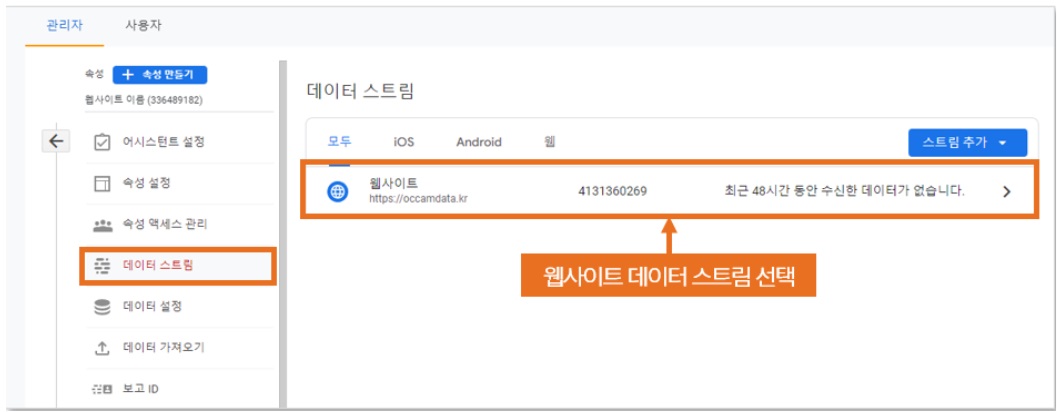 관리자 사용자
속성 + 속성 만들기
웹사이트 이름 (336489182)
어시스턴트 설정
속성 설정
속성 액세스 관리
데이터 스트림
데이터 설정
데이터 가져오기
보고 ID
데이터 스트림
모두 iOS Android 웹 스트림 추가
웹사이트 4131360269 최근 48시간 동안 수신한 데이터가 없습니다.
https://occamdata.kr
웹사이트 데이터 스트림 선택